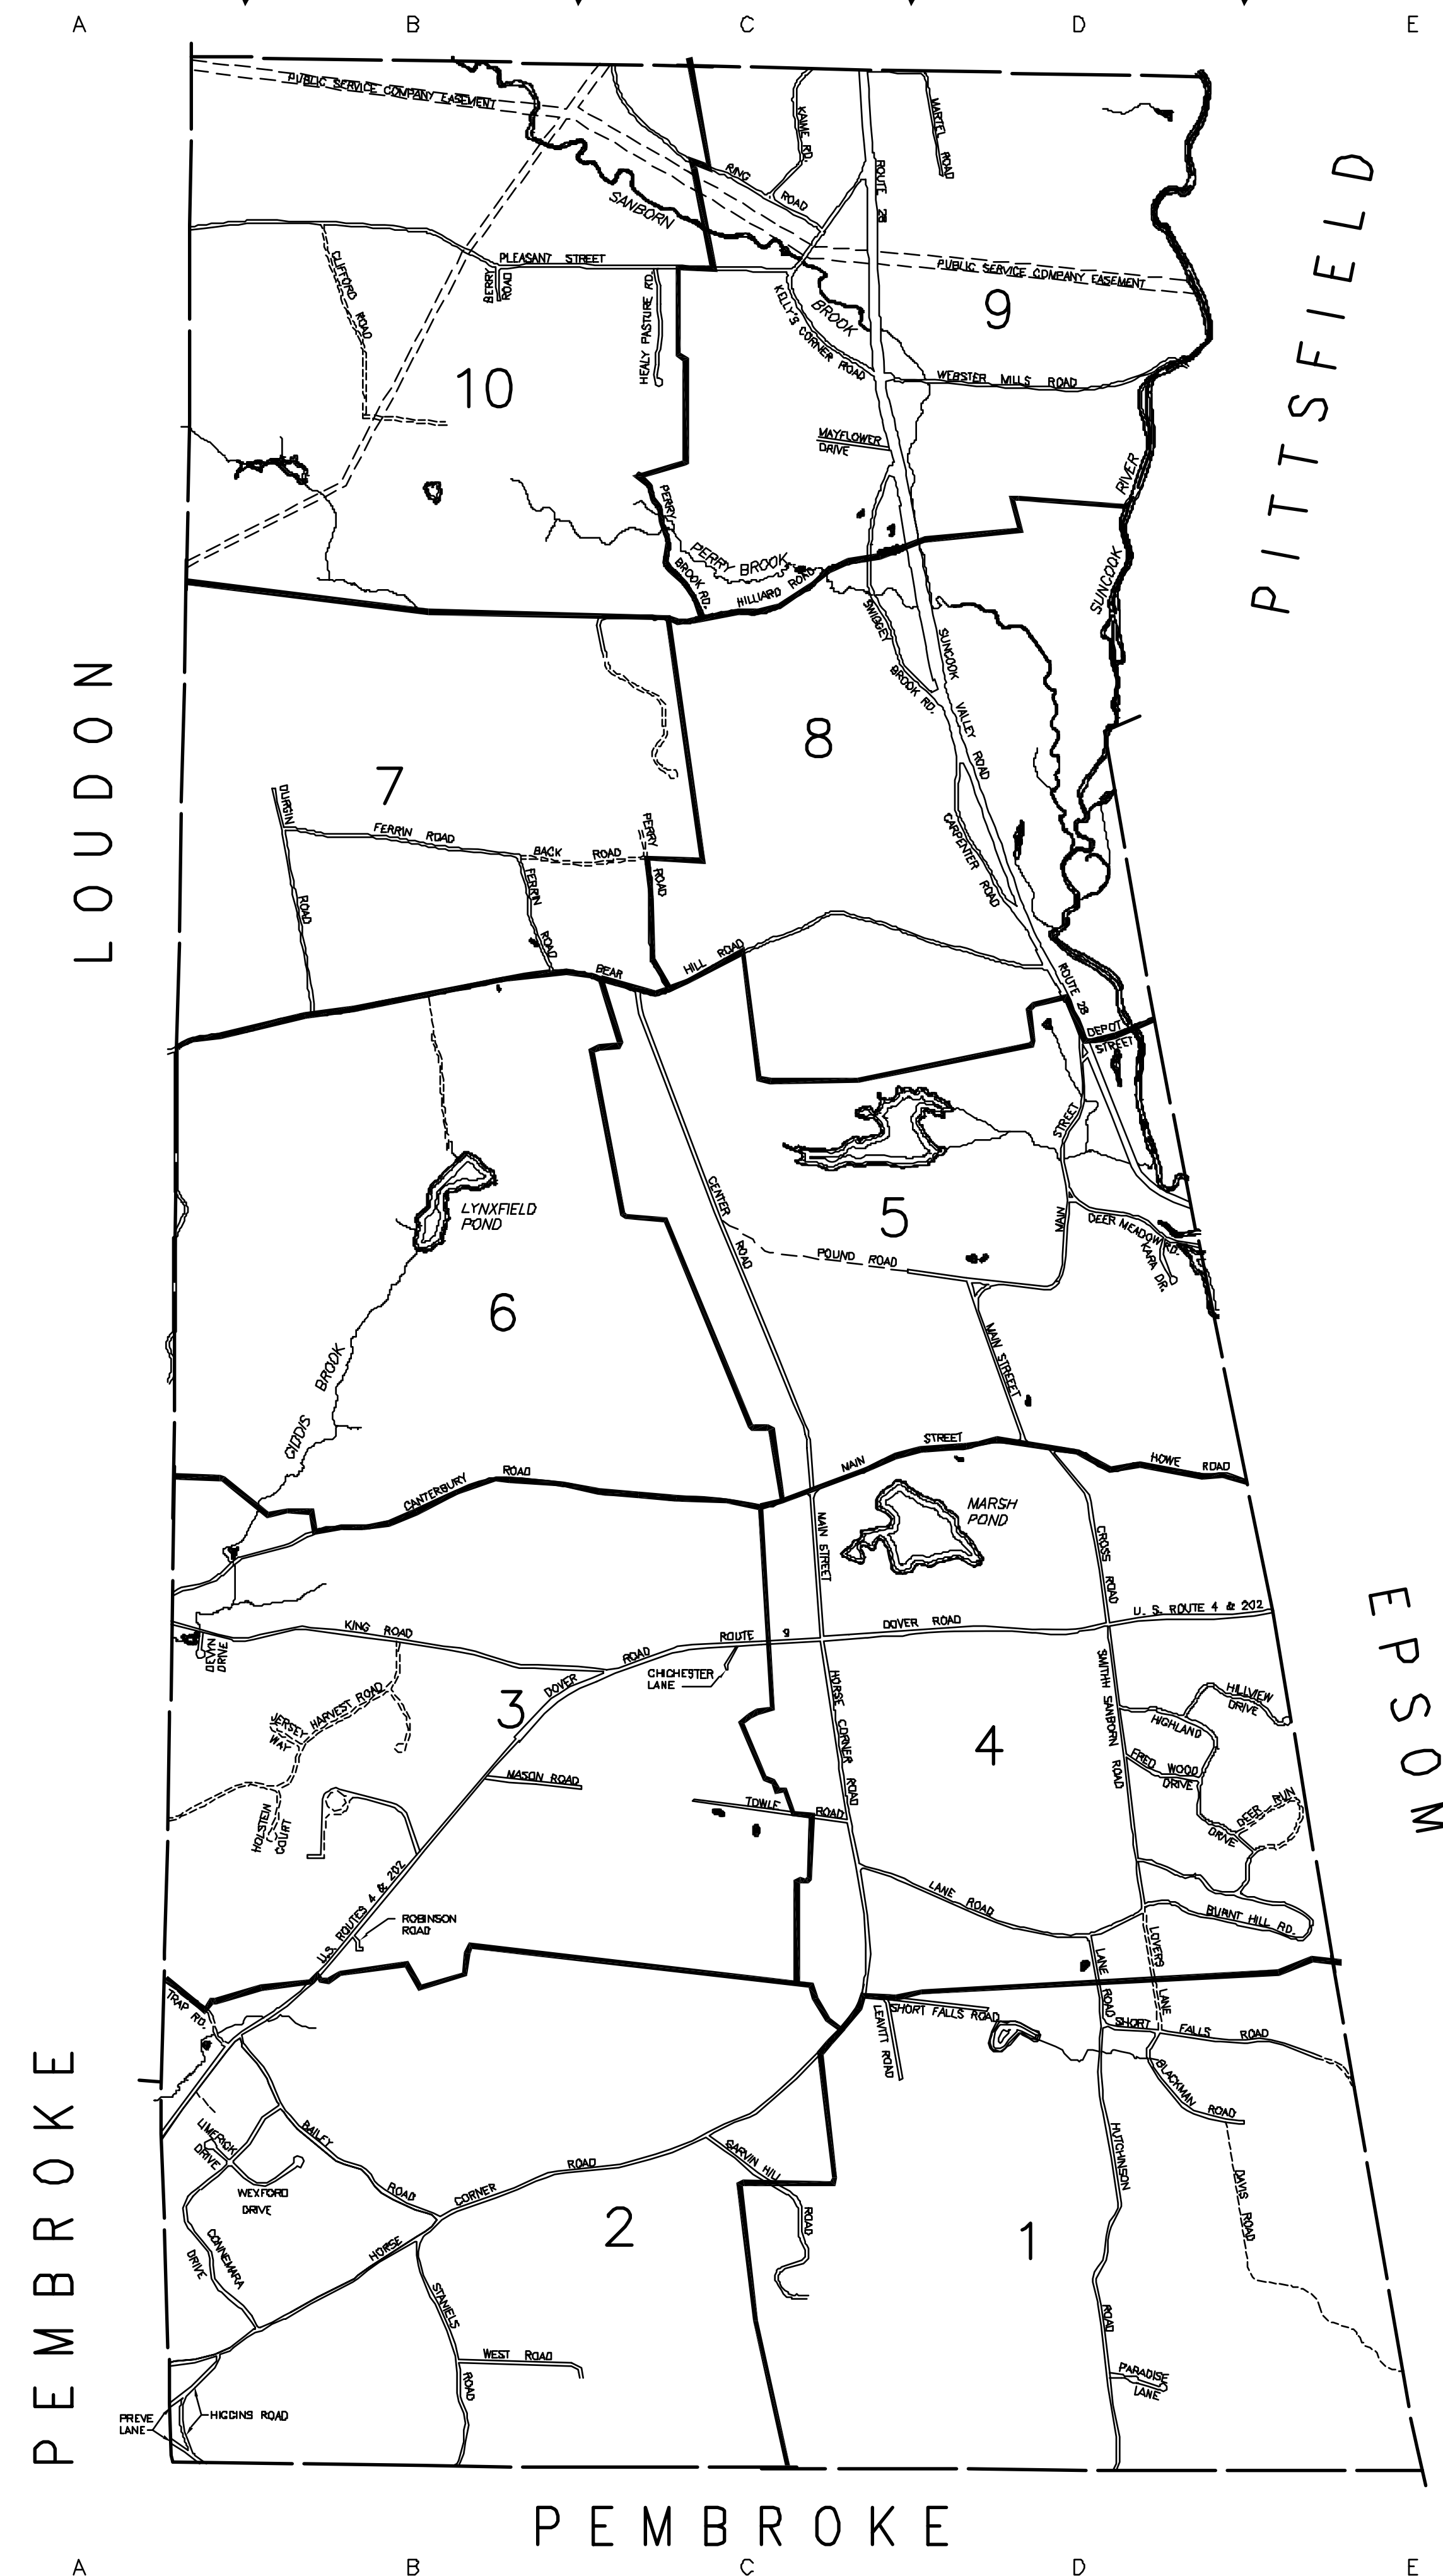 A B C D E
PUBLIC SERVICE COMPANY EASEMENT
KAIME RD.
MARTEL ROAD
RING ROAD
ROUTE 28
SANBORN
PITTSFIELD
PLEASANT STREET
CLIFFORD ROAD
BERRY
ROAD
HEALY PASTURE RD.
PUBLIC SERVICE COMPANY EASEMENT
BROOK
KELLY'S CORNER ROAD
9
10
WEBSTER MILLS ROAD
MAYFLOWER
DRIVE
RIVER
PERRY
BROOK RD.
PERRY BROOK
HILLIARD ROAD
SUNCOOK
SWIGGEY
BROOK RD.
SUNCOOK
VALLEY ROAD
LOUDON
8
7
DURGIN
ROAD
FERRIN ROAD
BACK ROAD
PERRY
ROAD
FERRIN
ROAD
CARPENTER ROAD
BEAR HILL ROAD
ROUTE 28
DEPOT
STREET
STREET
LYNXFIELD
POND
CENTER
ROAD
5
MAIN
DEER MEADOW RD.
KARA DR.
POUND ROAD
6
MAIN STREET
GIDDIS BROOK
MAIN STREET
HOWE ROAD
CANTERBURY ROAD
MARSH
POND
MAIN STREET
CROSS ROAD
EPSOM
U. S. ROUTE 4 & 202
DOVER ROAD
KING ROAD
DEVYN
DRIVE
ROUTE 9
DOVER ROAD
CHICHESTER
LANE
SMITH SANBORN ROAD
HORSE CORNER ROAD
HILLVIEW
DRIVE
HIGHLAND
JERSEY
WAY
HARVEST ROAD
3
4
FRED WOOD
DRIVE
MASON ROAD
TOWLE ROAD
DEER RUN
DRIVE
HOLSTEIN
COURT
U.S. ROUTES 4 & 202
LANE ROAD
ROBINSON
ROAD
BURNT HILL RD.
LOVERS
LANE
LANE
ROAD
TRAP RD.
SHORT FALLS ROAD
LEAVITT ROAD
SHORT FALLS ROAD
BLACKMAN
ROAD
PEMBROKE
LIMERICK
DRIVE
BAILEY
ROAD
WEXFORD
DRIVE
GARVIN HILL
ROAD
HUTCHINSON
ROAD
DAVIS ROAD
CORNER ROAD
HORSE
2
1
CONNEMARA
DRIVE
STANIELS
ROAD
WEST ROAD
PARADISE
LANE
PREVE
LANE
HIGGINS ROAD
PEMBROKE
A B C D E